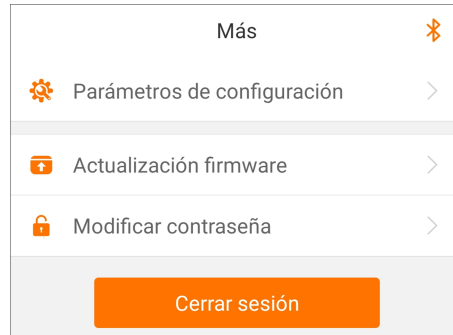 Más
Parámetros de configuración
Actualización firmware
Modificar contraseña
Cerrar sesión